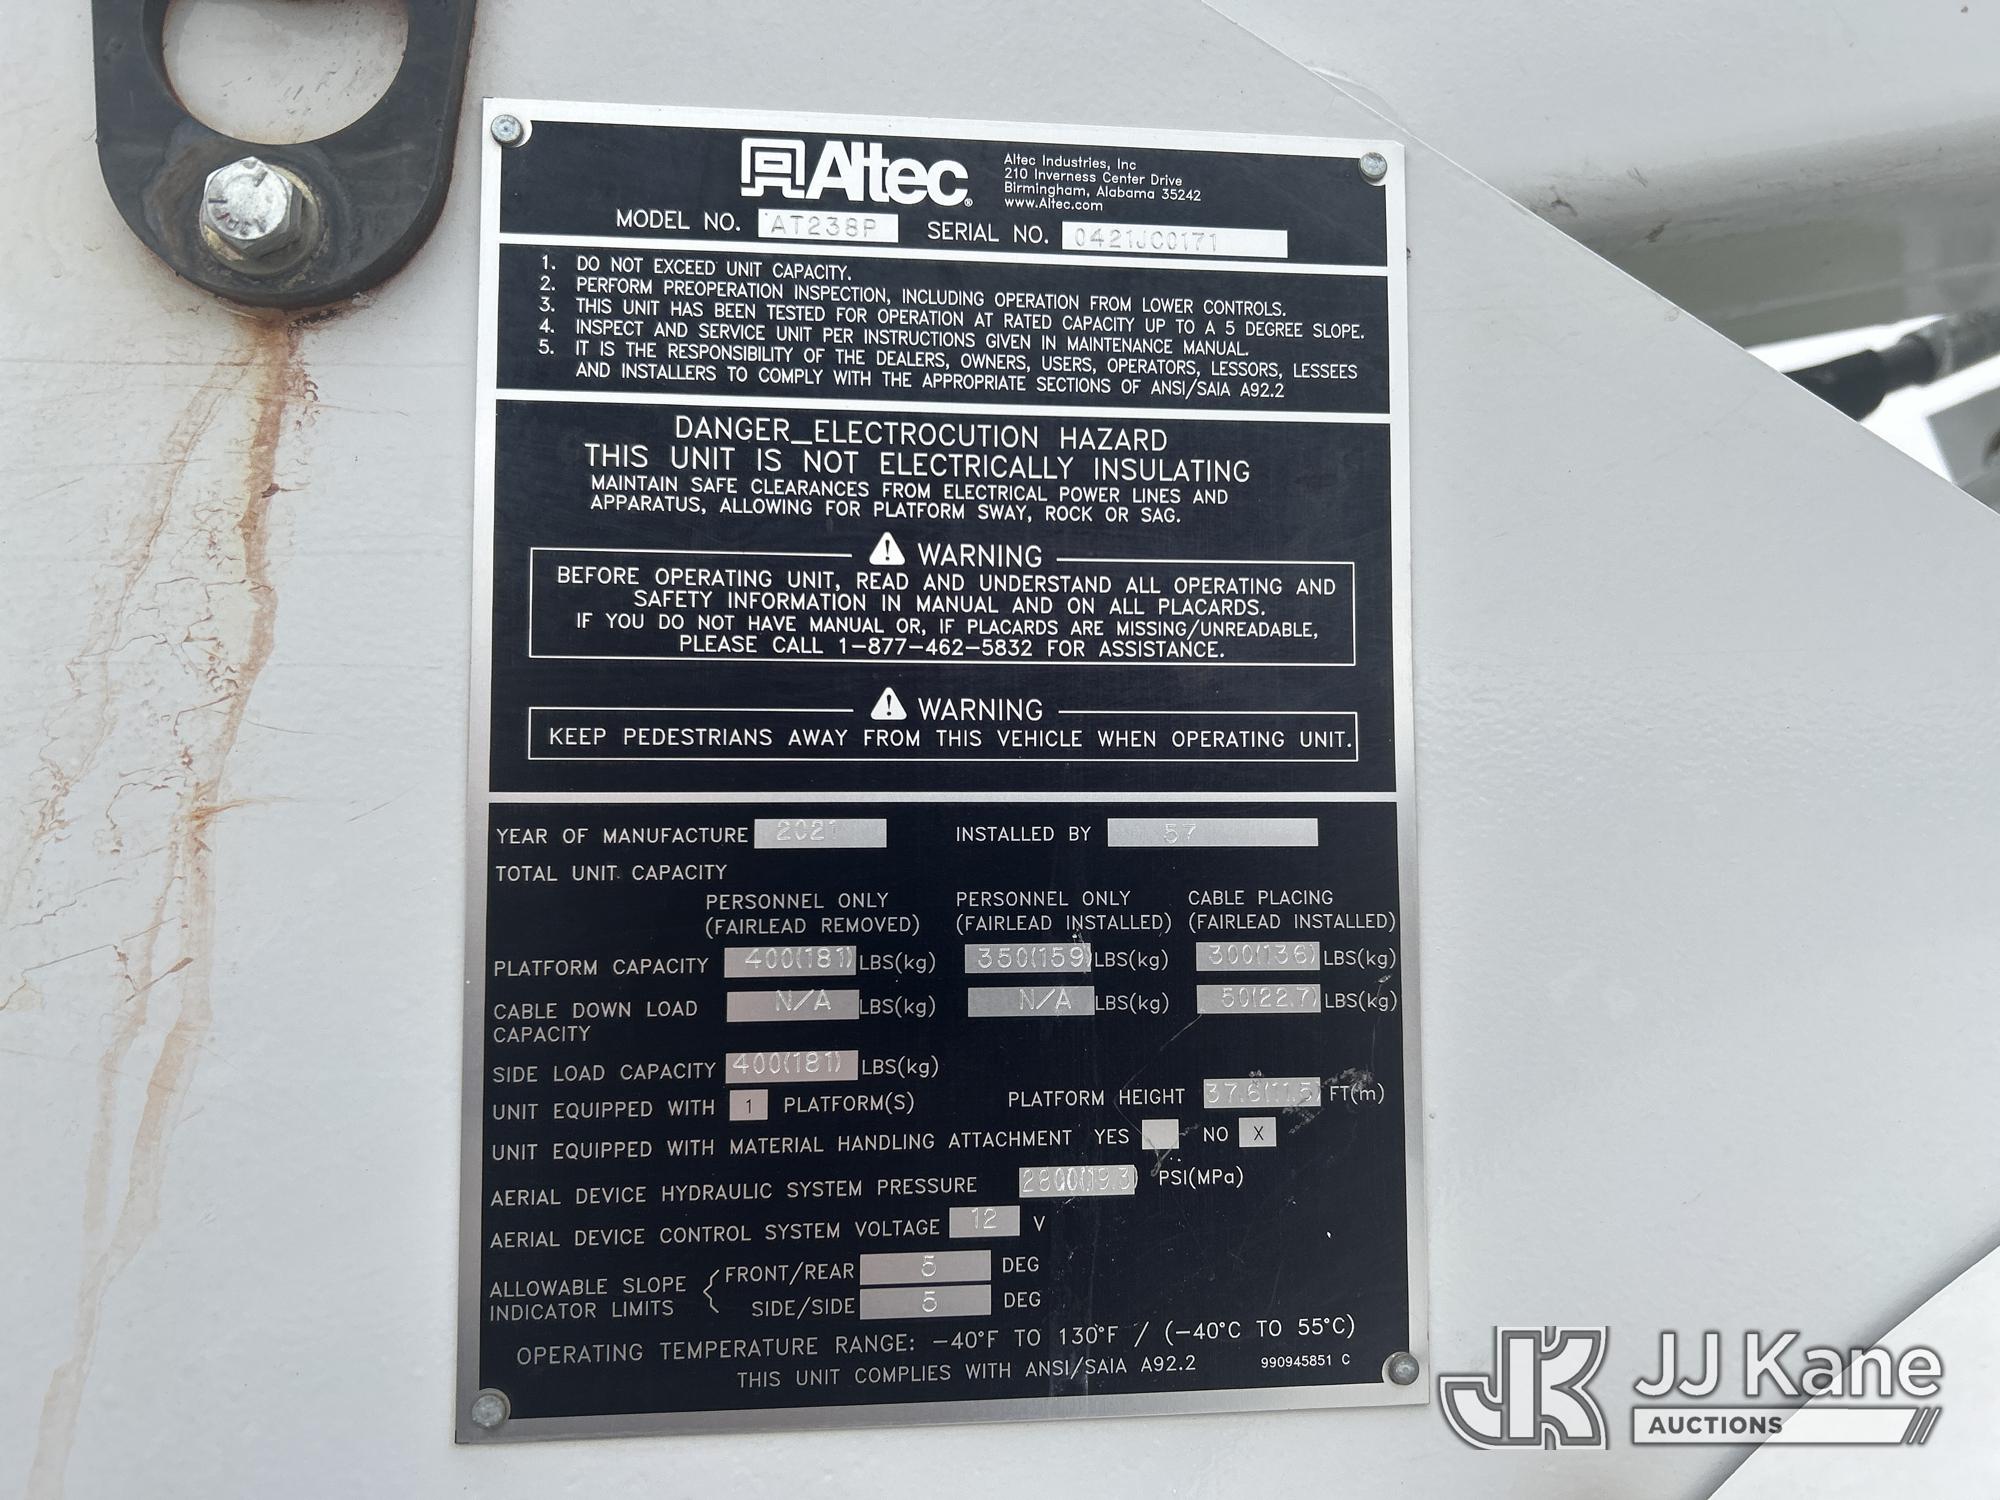 Altec®
Altec Industries, Inc
210 Inverness Center Drive
Birmingham, Alabama 35242
www.Altec.com
MODEL NO. AT238P SERIAL NO. 0421JC0171
1. DO NOT EXCEED UNIT CAPACITY.
2. PERFORM PREOPERATION INSPECTION, INCLUDING OPERATION FROM LOWER CONTROLS.
3. THIS UNIT HAS BEEN TESTED FOR OPERATION AT RATED CAPACITY UP TO A 5 DEGREE SLOPE.
4. INSPECT AND SERVICE UNIT PER INSTRUCTIONS GIVEN IN MAINTENANCE MANUAL.
5. IT IS THE RESPONSIBILITY OF THE DEALERS, OWNERS, USERS, OPERATORS, LESSORS, LESSEES
AND INSTALLERS TO COMPLY WITH THE APPROPRIATE SECTIONS OF ANSI/SAIA A92.2
DANGER_ELECTROCUTION HAZARD
THIS UNIT IS NOT ELECTRICALLY INSULATING
MAINTAIN SAFE CLEARANCES FROM ELECTRICAL POWER LINES AND
APPARATUS, ALLOWING FOR PLATFORM SWAY, ROCK OR SAG.
WARNING
BEFORE OPERATING UNIT, READ AND UNDERSTAND ALL OPERATING AND
SAFETY INFORMATION IN MANUAL AND ON ALL PLACARDS.
IF YOU DO NOT HAVE MANUAL OR, IF PLACARDS ARE MISSING/UNREADABLE,
PLEASE CALL 1-877-462-5832 FOR ASSISTANCE.
WARNING
KEEP PEDESTRIANS AWAY FROM THIS VEHICLE WHEN OPERATING UNIT.
YEAR OF MANUFACTURE 2021 INSTALLED BY 57
TOTAL UNIT CAPACITY
PERSONNEL ONLY PERSONNEL ONLY CABLE PLACING
(FAIRLEAD REMOVED) (FAIRLEAD INSTALLED) (FAIRLEAD INSTALLED)
PLATFORM CAPACITY 400(181) LBS(kg) 350(159) LBS(kg) 300(136) LBS(kg)
CABLE DOWN LOAD N/A LBS(kg) N/A LBS(kg) 50(22.7) LBS(kg)
CAPACITY
SIDE LOAD CAPACITY 400(181) LBS(kg)
UNIT EQUIPPED WITH 1 PLATFORM(S) PLATFORM HEIGHT 37.6(11.5) FT(m)
UNIT EQUIPPED WITH MATERIAL HANDLING ATTACHMENT YES NO X
AERIAL DEVICE HYDRAULIC SYSTEM PRESSURE 2800(19.3) PSI(MPa)
AERIAL DEVICE CONTROL SYSTEM VOLTAGE 12 V
ALLOWABLE SLOPE FRONT/REAR 5 DEG
INDICATOR LIMITS SIDE/SIDE 5 DEG
OPERATING TEMPERATURE RANGE: -40°F TO 130°F / (-40°C TO 55°C)
THIS UNIT COMPLIES WITH ANSI/SAIA A92.2 990945851 C
JK JJ Kane
AUCTIONS